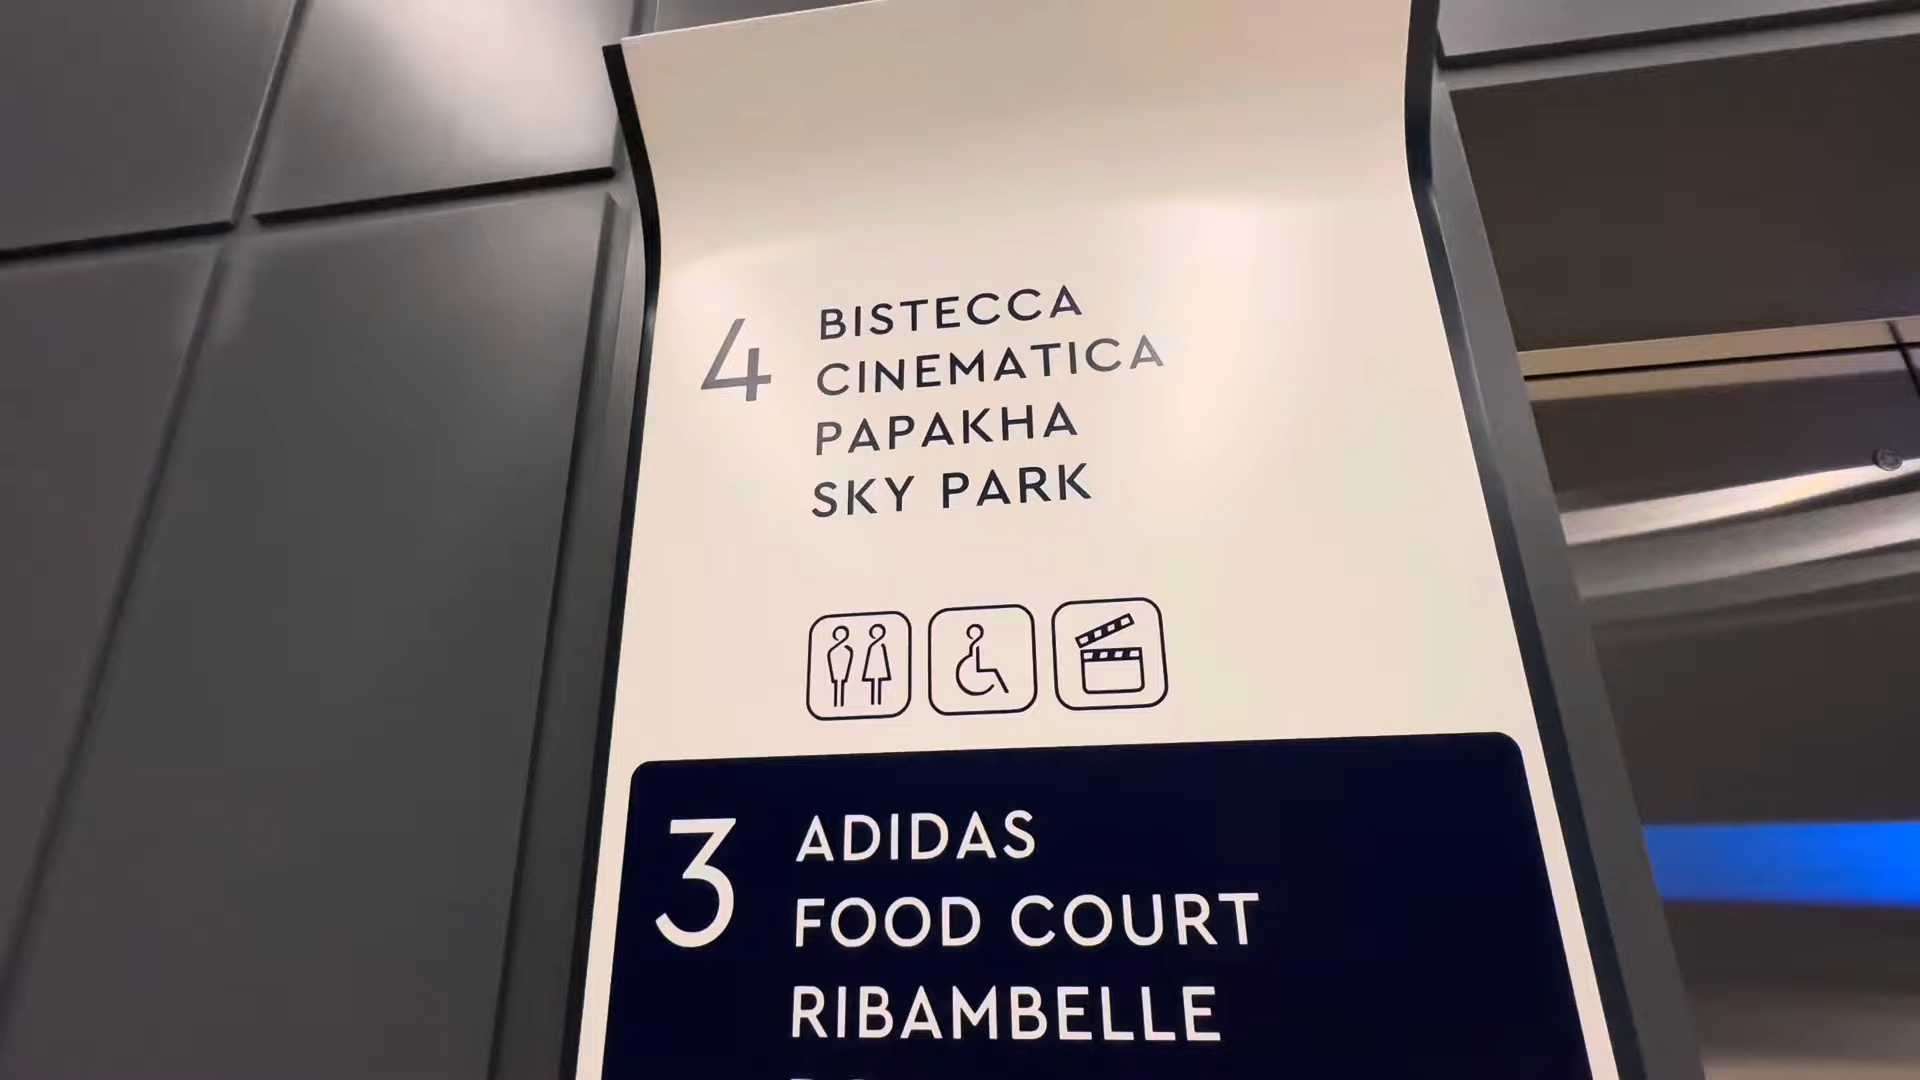 4
BISTECCA
CINEMATICA
PAPAKHA
SKY PARK
3
ADIDAS
FOOD COURT
RIBAMBELLE